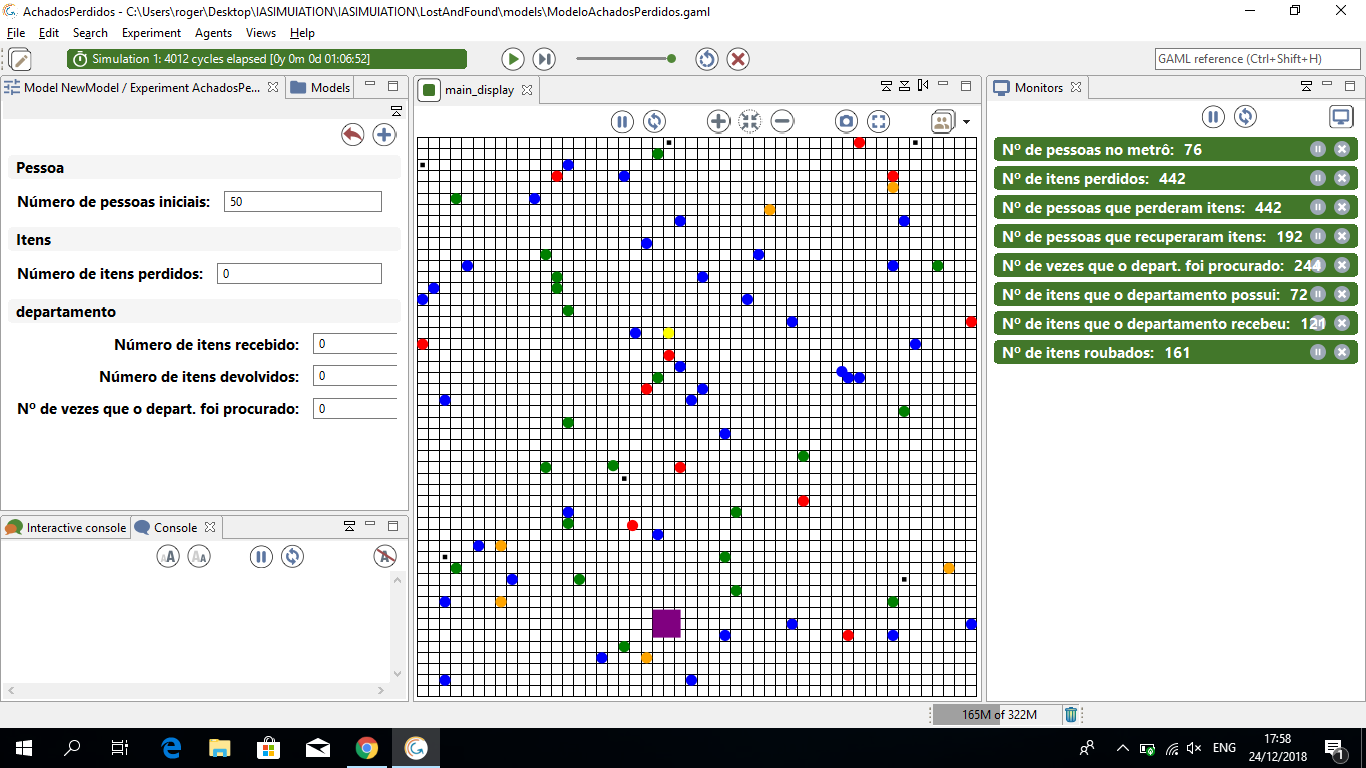 AchadosPerdidos - C:\Users\roger\Desktop\IASIMUlATION\IASIMUlATION\LostAndFound\models\ModeloAchadosPerdidos.gaml
File Edit Search Experiment Agents Views Help
Simulation 1: 4012 cycles elapsed [0y 0m 0d 01:06:52]
GAML reference (Ctrl+Shift+H)
Model NewModel / Experiment AchadosPe...
Models
Pessoa
Número de pessoas iniciais: 50
Itens
Número de itens perdidos: 0
departamento
Número de itens recebido: 0
Número de itens devolvidos: 0
Nº de vezes que o depart. foi procurado: 0
Interactive console
Console
main_display
Monitors
Nº de pessoas no metrô: 76
Nº de itens perdidos: 442
Nº de pessoas que perderam itens: 442
Nº de pessoas que recuperaram itens: 192
Nº de vezes que o depart. foi procurado: 244
Nº de itens que o departamento possui: 72
Nº de itens que o departamento recebeu: 121
Nº de itens roubados: 161
165M of 322M
ENG
17:58
24/12/2018
1